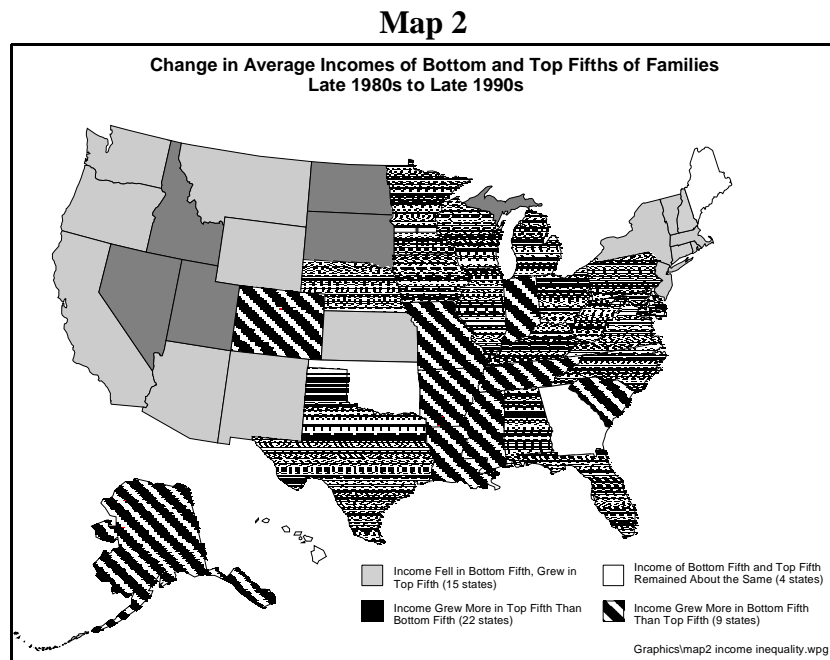 Map 2
Change in Average Incomes of Bottom and Top Fifths of Families
Late 1980s to Late 1990s
Income Fell in Bottom Fifth, Grew in
Top Fifth (15 states)
Income Grew More in Top Fifth Than
Bottom Fifth (22 states)
Income of Bottom Fifth and Top Fifth
Remained About the Same (4 states)
Income Grew More in Bottom Fifth
Than Top Fifth (9 states)
Graphics\map2 income inequality.wpg